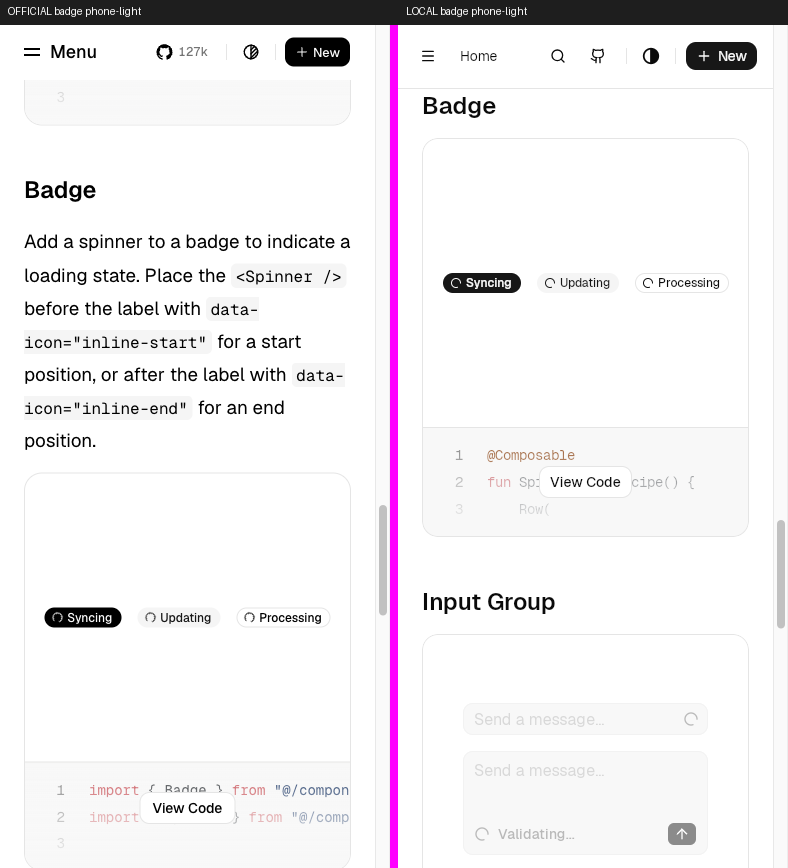 OFFICIAL badge phone-light
Menu
127k
New
3
Badge
Add a spinner to a badge to indicate a
loading state. Place the <Spinner />
before the label with data-
icon="inline-start" for a start
position, or after the label with data-
icon="inline-end" for an end
position.
Syncing
Updating
Processing
1 import { Badge } from "@/compon
2 import } from "@/comp
View Code
3
LOCAL badge phone-light
Home
New
Badge
Syncing
Updating
Processing
1 @Composable
2 fun Spi cipe() {
View Code
3 Row(
Input Group
Send a message...
Send a message...
Validating...